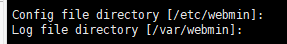 Config file directory [/etc/webmin]:
Log file directory [/var/webmin]: